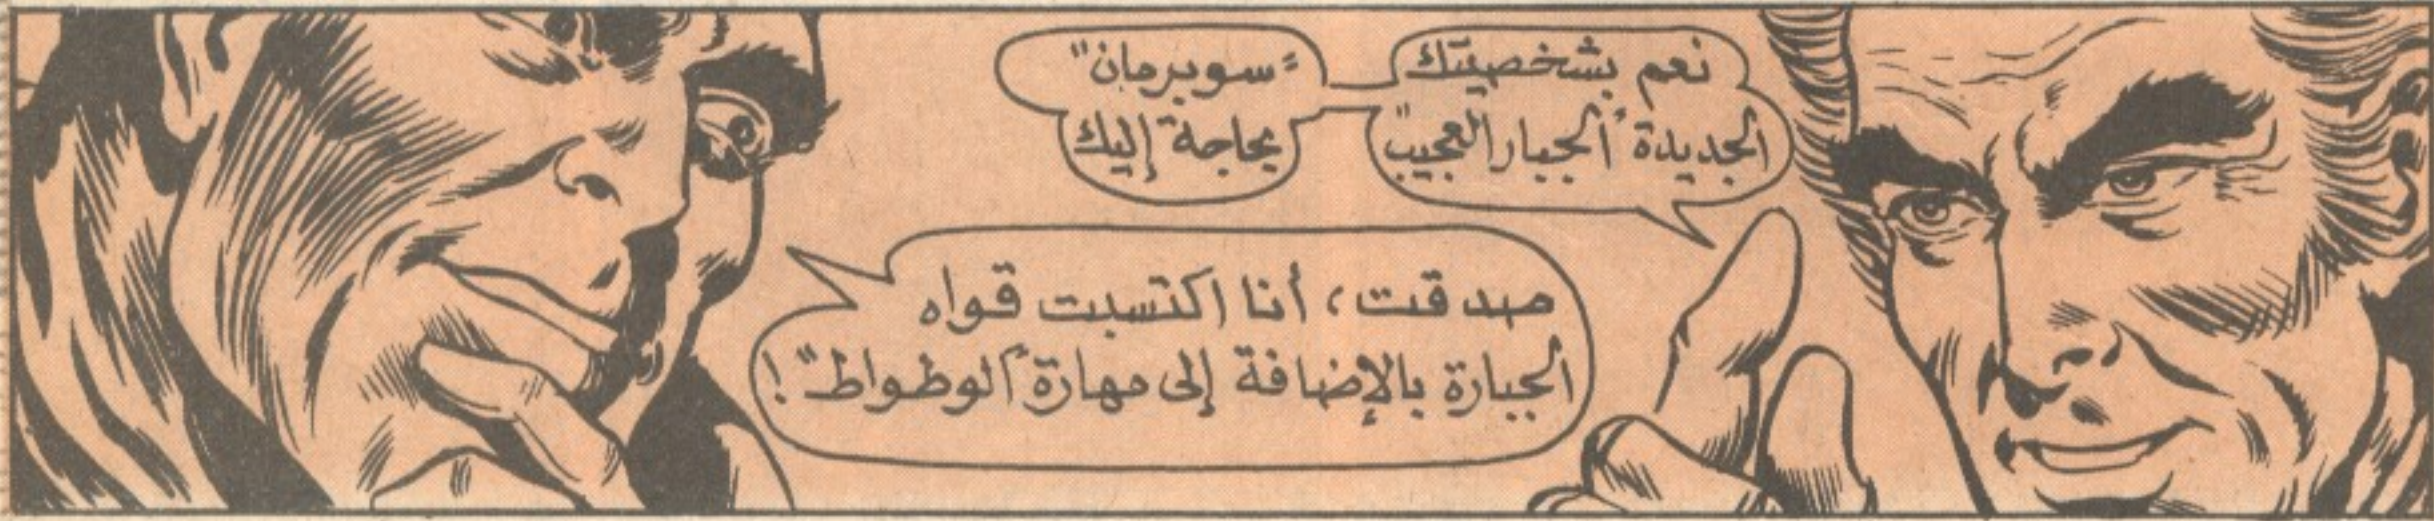 نعم بشخصيتك
الجديدة "الجبار العجيب"
"سوبرمان"
بحاجة إليك
صدقت، أنا اكتسبت قواه
الجبارة بالإضافة إلى مهارة "الوطواط"!